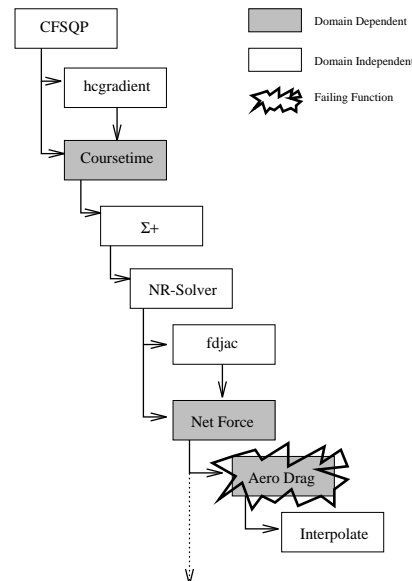 CFSQP
Domain Dependent
Domain Independent
hcgradient
Failing Function
Coursetime
Σ+
NR-Solver
fdjac
Net Force
Aero Drag
Interpolate